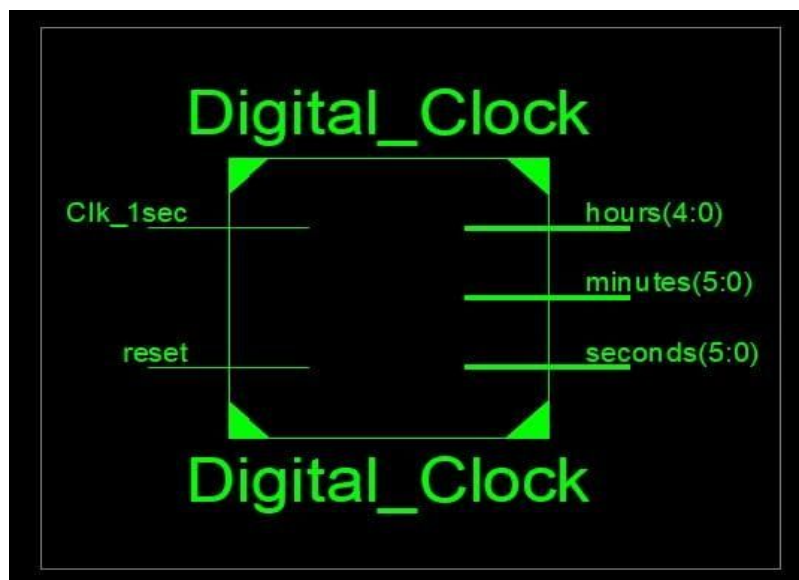 Digital_Clock
Clk_1sec
hours(4:0)
minutes(5:0)
reset
seconds(5:0)
Digital_Clock